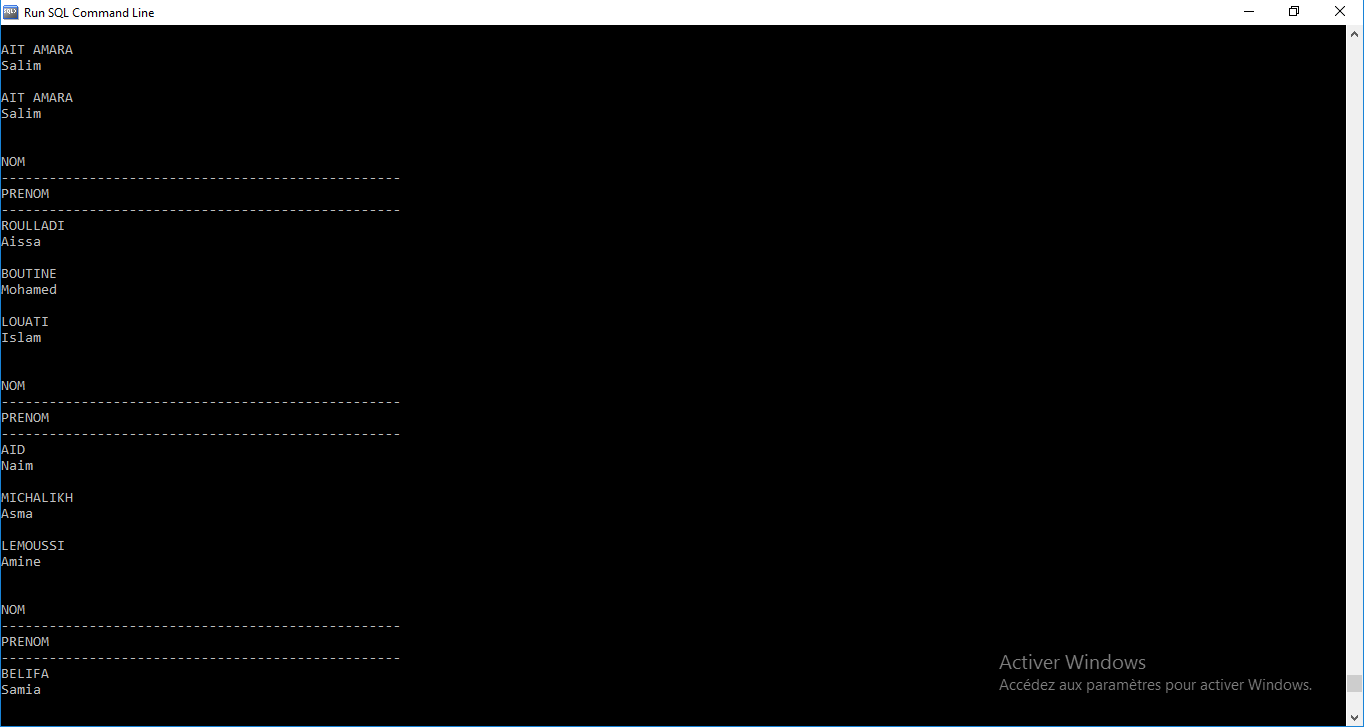 Run SQL Command Line
AIT AMARA
Salim
AIT AMARA
Salim
NOM
--------------------------------------------------
PRENOM
--------------------------------------------------
ROULLADI
Aissa
BOUTINE
Mohamed
LOUATI
Islam
NOM
--------------------------------------------------
PRENOM
--------------------------------------------------
AID
Naim
MICHALIKH
Asma
LEMOUSSI
Amine
NOM
--------------------------------------------------
PRENOM
--------------------------------------------------
BELIFA
Samia
Activer Windows
Accédez aux paramètres pour activer Windows.